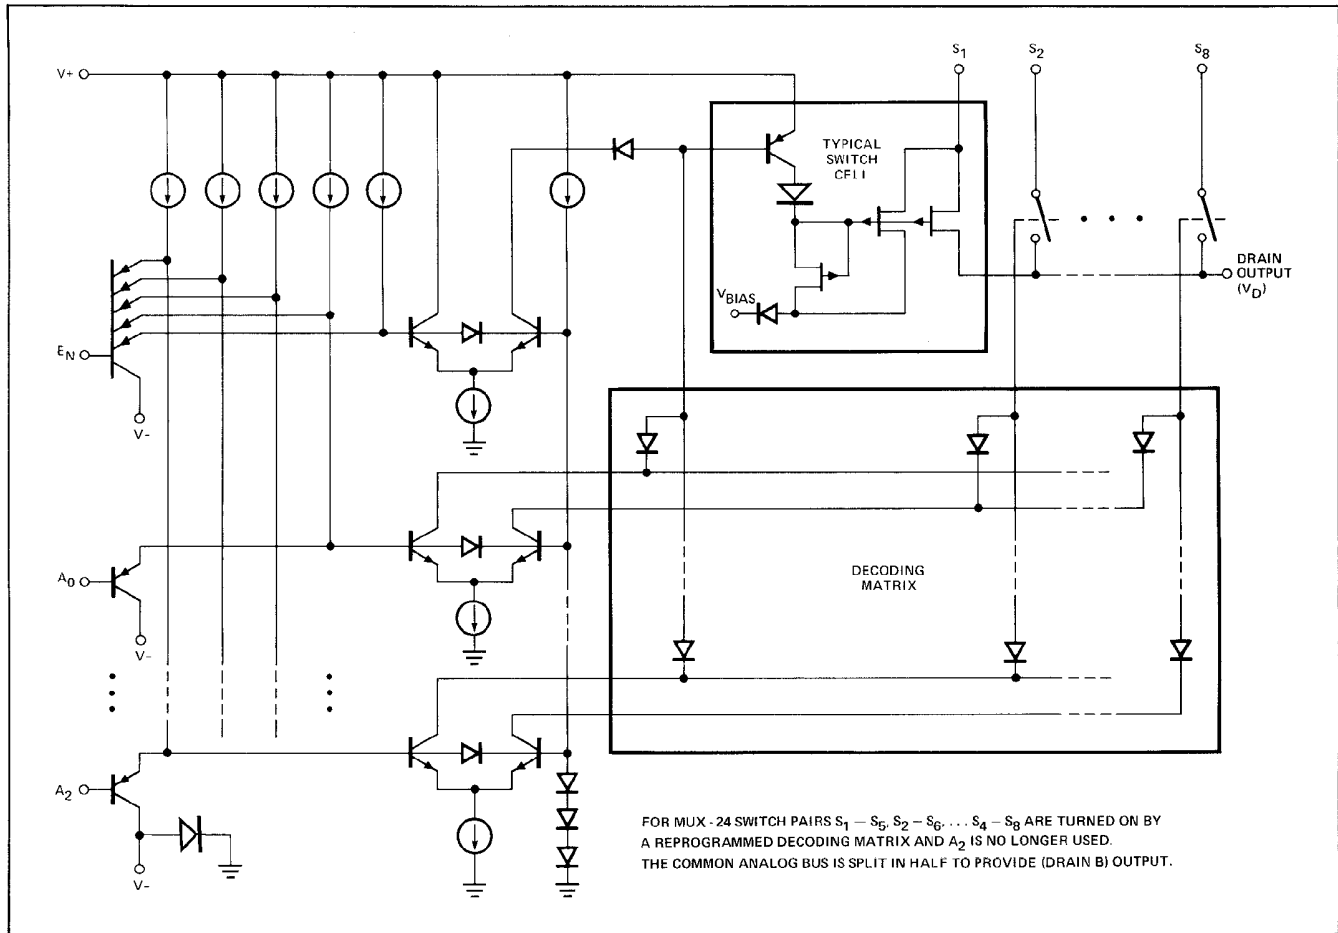 S1
S2
S8
V+
TYPICAL
SWITCH
CELL
DRAIN
OUTPUT
(VD)
VBIAS
EN
V-
DECODING
MATRIX
A0
V-
A2
V-
FOR MUX-24 SWITCH PAIRS S1 – S5, S2 – S6, . . . S4 – S8 ARE TURNED ON BY
A REPROGRAMMED DECODING MATRIX AND A2 IS NO LONGER USED.
THE COMMON ANALOG BUS IS SPLIT IN HALF TO PROVIDE (DRAIN B) OUTPUT.